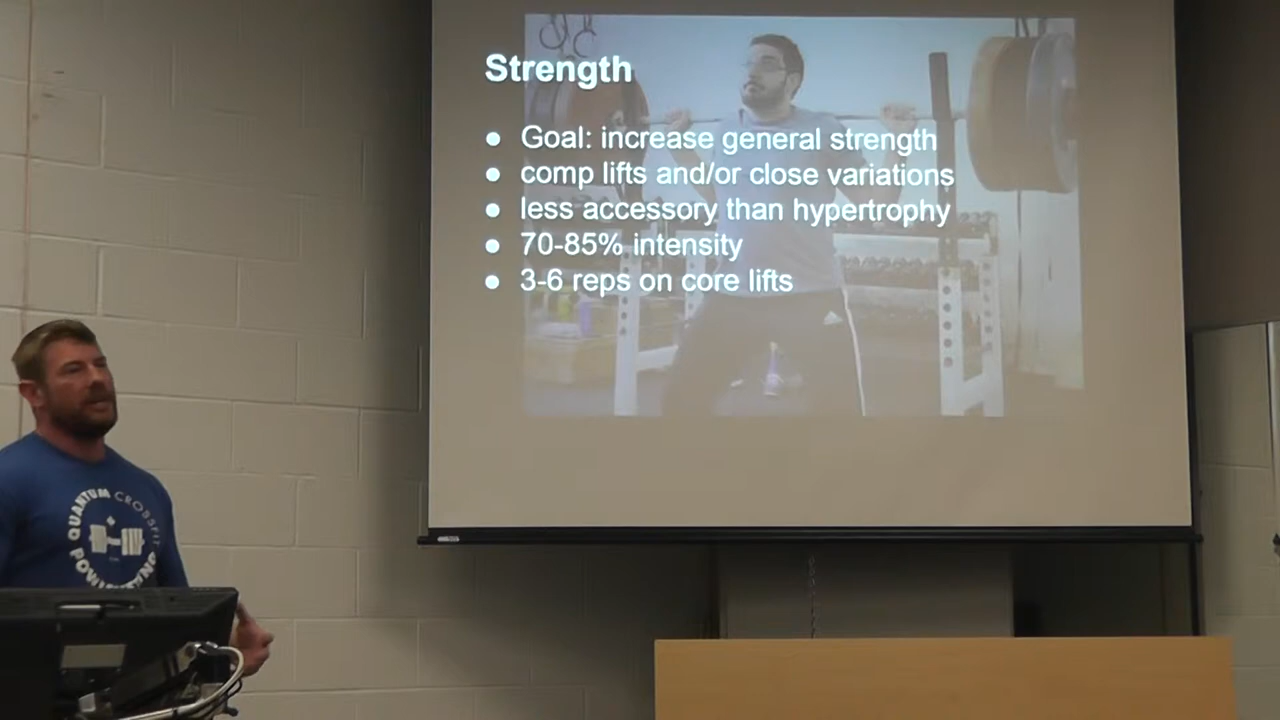 Strength
● Goal: increase general strength
● comp lifts and/or close variations
● less accessory than hypertrophy
● 70-85% intensity
● 3-6 reps on core lifts
QUANTUM CROSSFIT